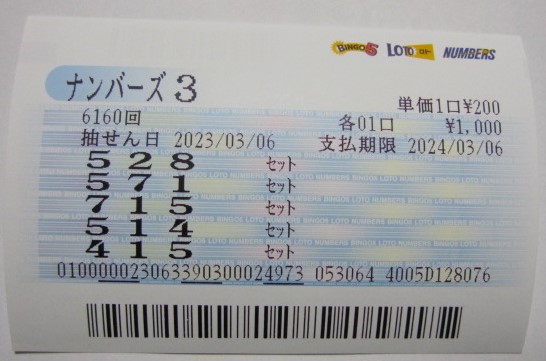 BINGO5 LOTO ロト NUMBERS
ナンバーズ3
単価1口¥200
6160回 各01口 ¥1,000
抽せん日 2023/03/06 支払期限 2024/03/06
528 セット
571 セット
715 セット
514 セット
415 セット
010000023063390300024973 053064 4005D128076